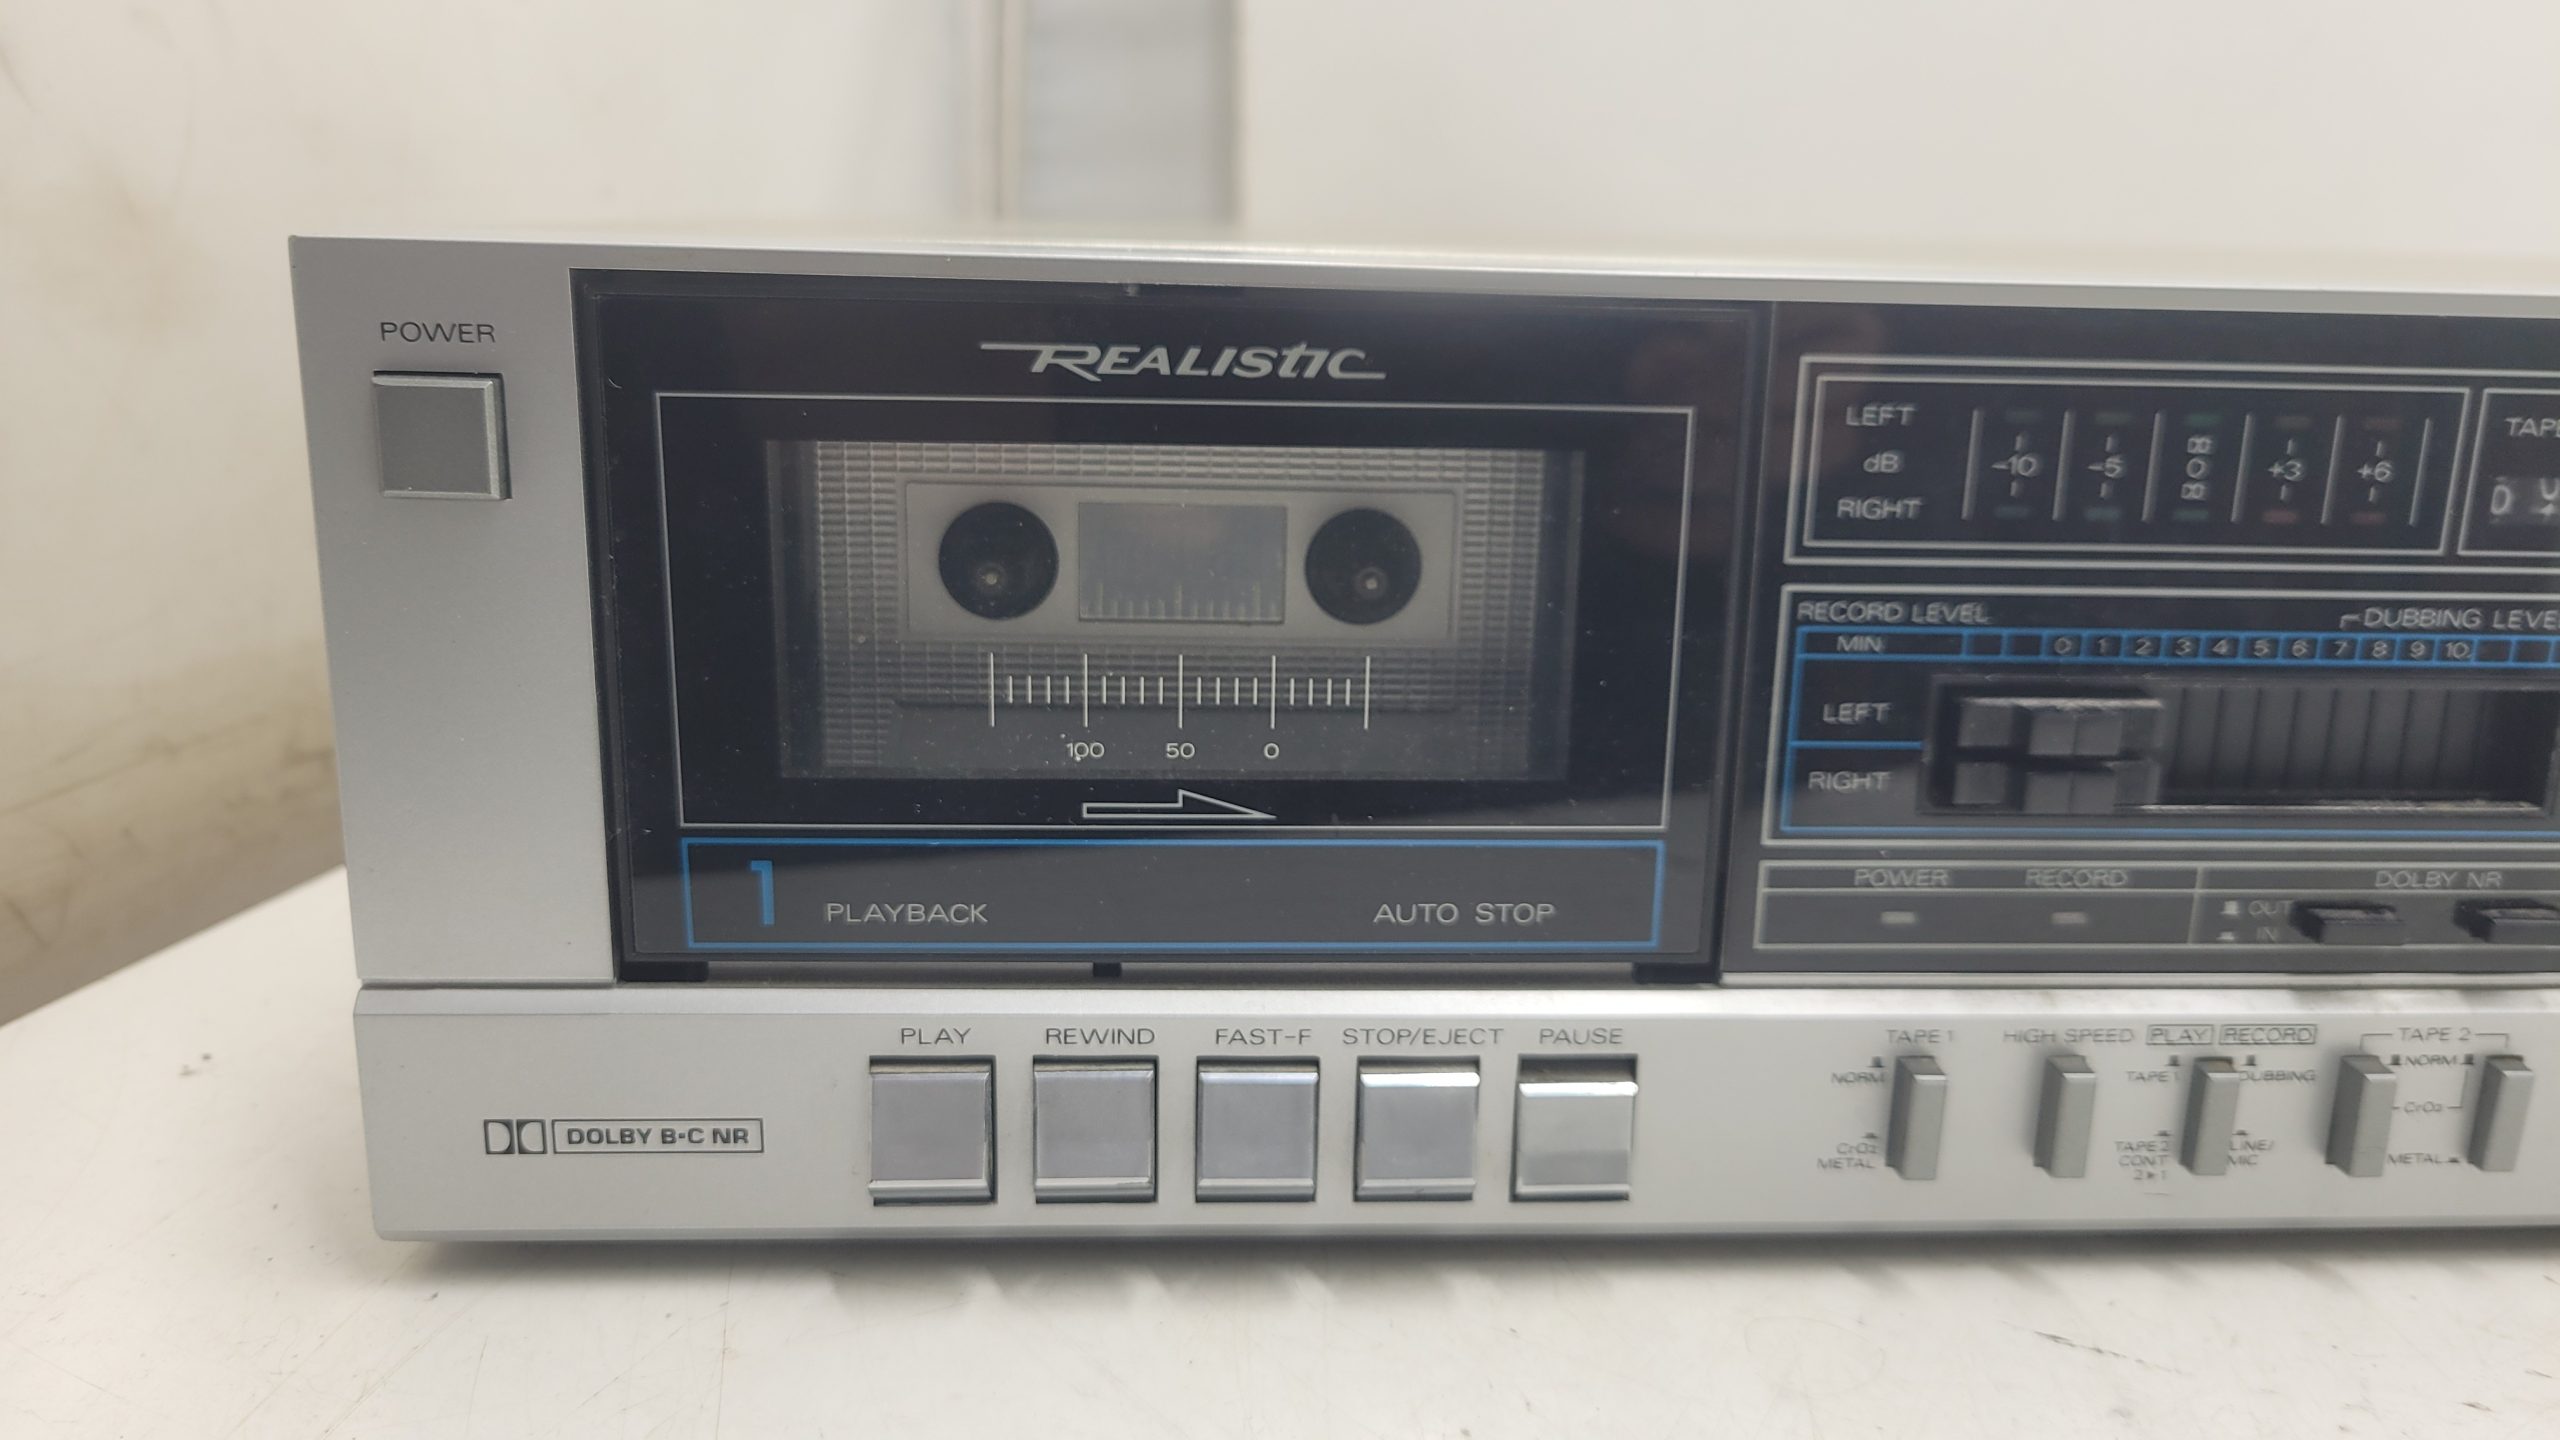 POWER
REALISTIC
100 50 0
1 PLAYBACK AUTO STOP
LEFT
dB -10 -5 0 +3 +6
RIGHT
TAPE
RECORD LEVEL DUBBING LEVE
MIN 0 1 2 3 4 5 6 7 8 9 10
LEFT
RIGHT
POWER RECORD DOLBY NR
OUT
IN
PLAY REWIND FAST-F STOP/EJECT PAUSE
DOLBY B-C NR
TAPE 1 HIGH SPEED PLAY RECORD TAPE 2
NORM TAPE 1 DUBBING NORM
CrO2
CrO2 METAL TAPE 2 CONT 2▸1 LINE/MIC METAL